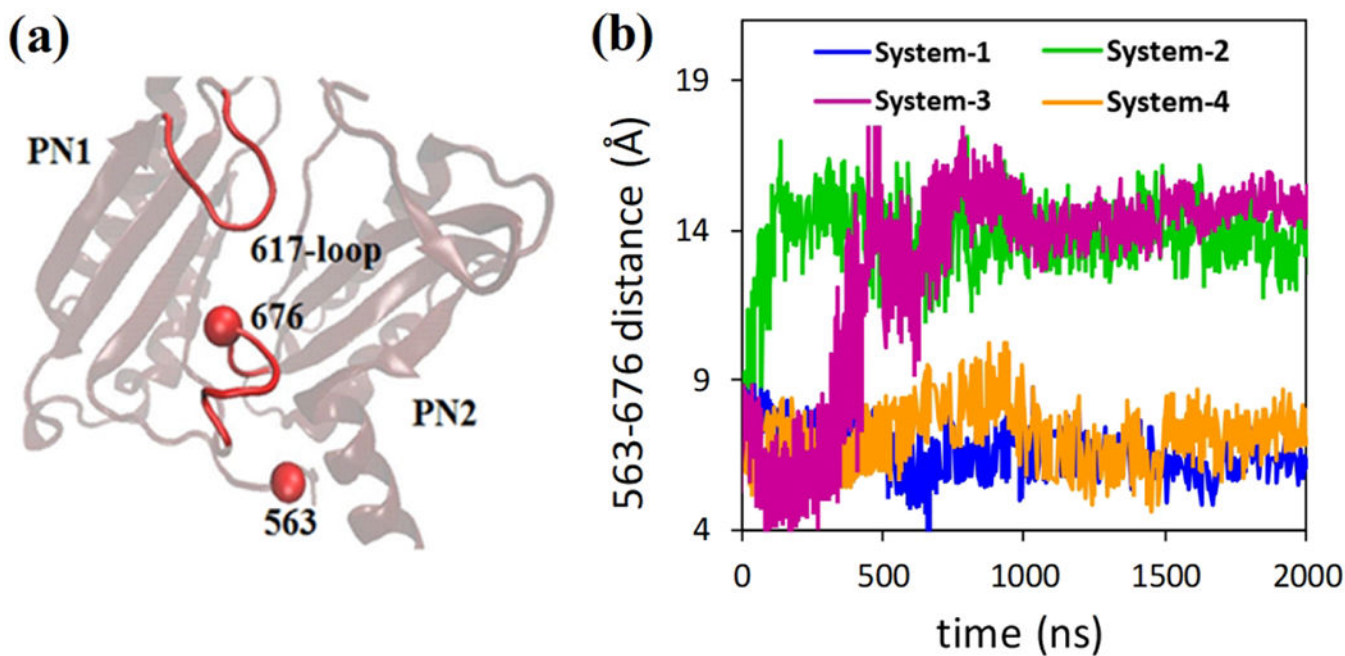 (a)
PN1
617-loop
676
PN2
563
(b)
System-1
System-2
System-3
System-4
563-676 distance (Å)
19
14
9
4
0
500
1000
1500
2000
time (ns)